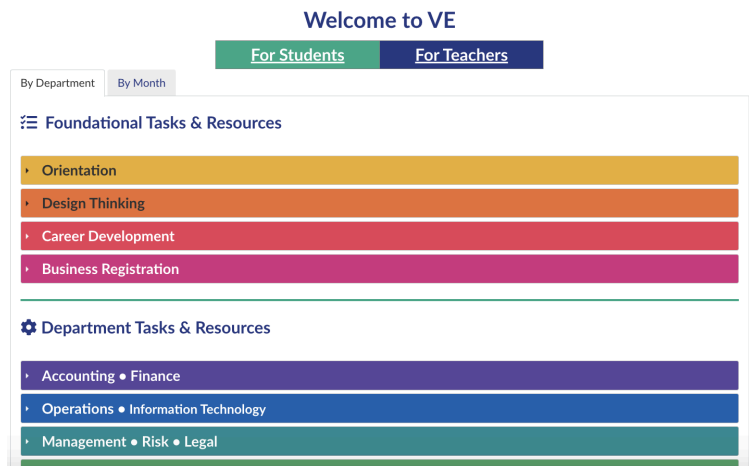 Welcome to VE
For Students For Teachers
By Department By Month
Foundational Tasks & Resources
Orientation
Design Thinking
Career Development
Business Registration
Department Tasks & Resources
Accounting ● Finance
Operations ● Information Technology
Management ● Risk ● Legal